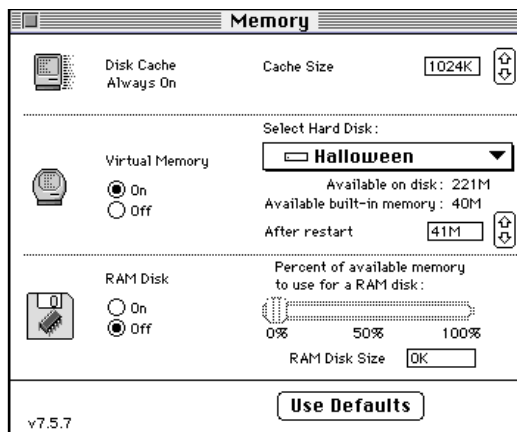 Memory
Disk Cache
Always On
Cache Size
1024K
Select Hard Disk:
Virtual Memory
Halloween
On
Off
Available on disk: 221M
Available built-in memory: 40M
After restart
41M
RAM Disk
Percent of available memory
to use for a RAM disk:
On
Off
0% 50% 100%
RAM Disk Size
0K
Use Defaults
v7.5.7